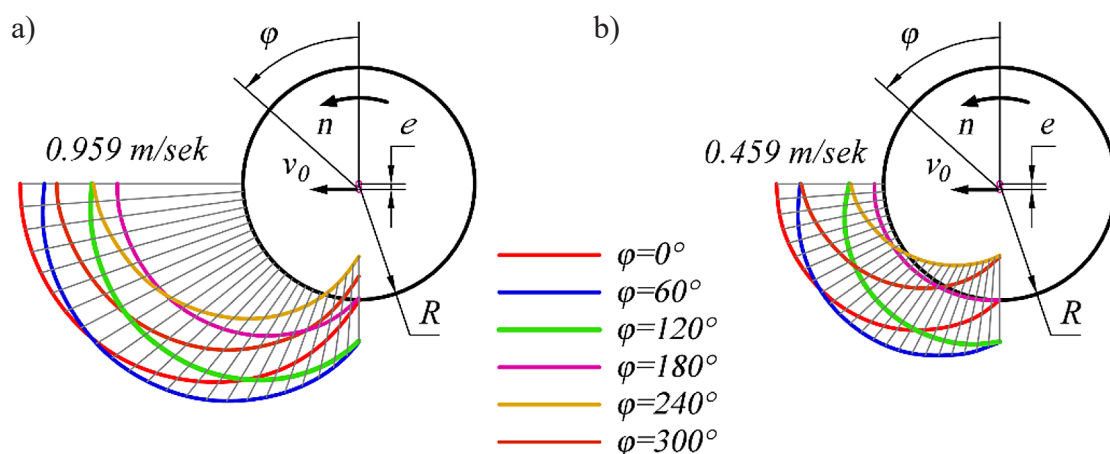 a)
φ
n
e
0.959 m/sek
v₀
R
b)
φ
n
e
0.459 m/sek
v₀
R
φ=0°
φ=60°
φ=120°
φ=180°
φ=240°
φ=300°